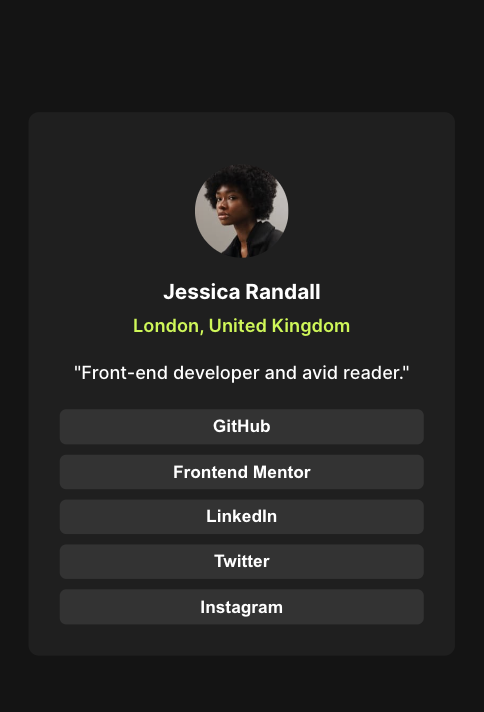 Jessica Randall
London, United Kingdom
"Front-end developer and avid reader."
GitHub
Frontend Mentor
LinkedIn
Twitter
Instagram